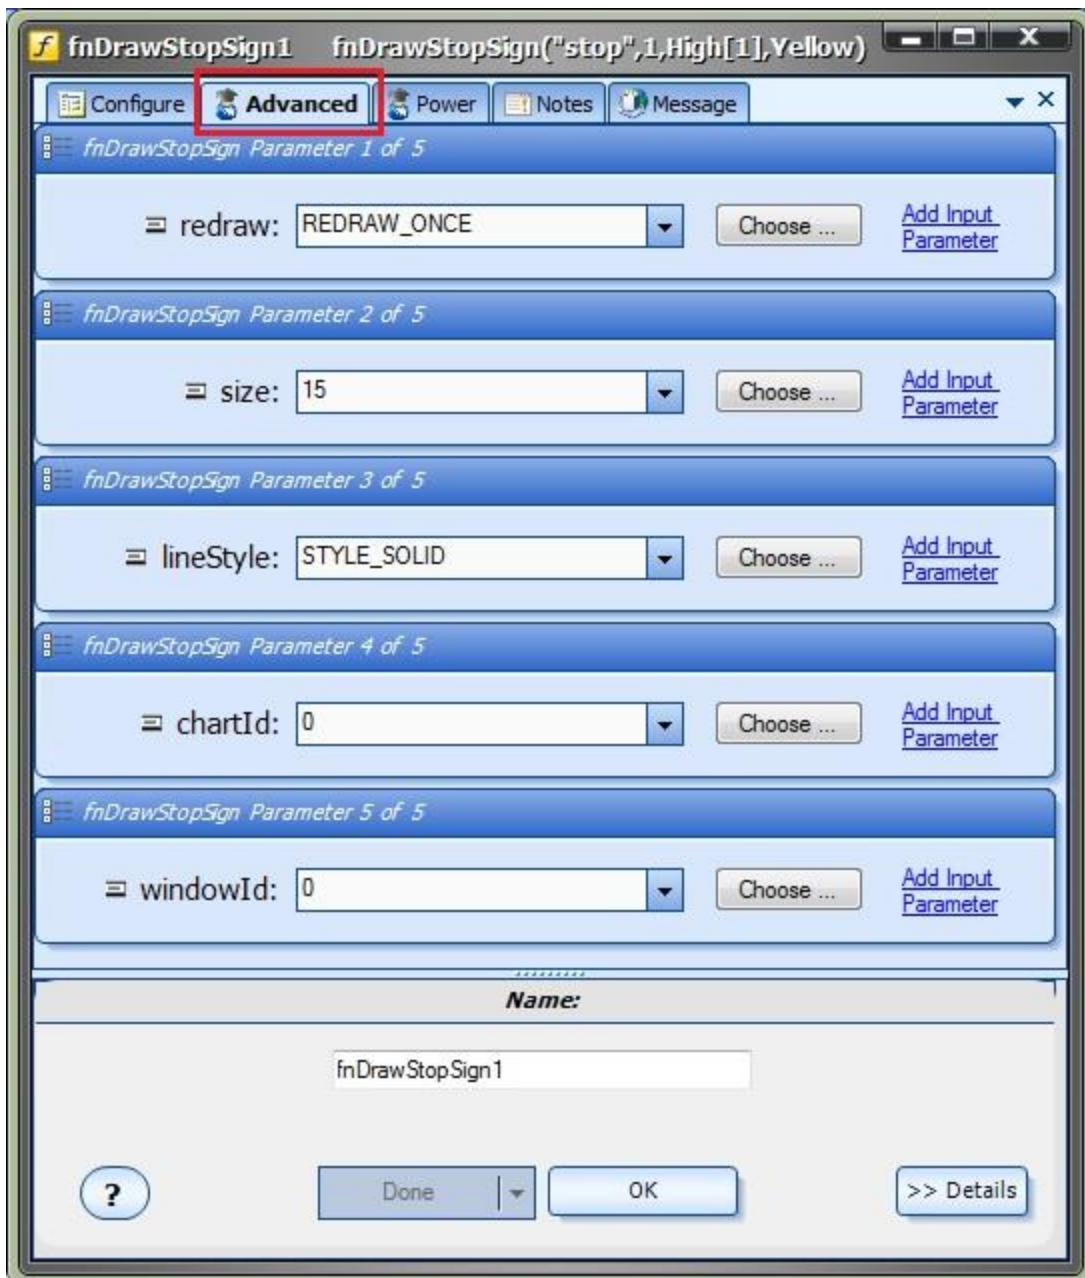 fnDrawStopSign1 fnDrawStopSign("stop",1,High[1],Yellow)
Configure Advanced Power Notes Message
fnDrawStopSign Parameter 1 of 5
redraw: REDRAW_ONCE Choose ... Add Input
Parameter
fnDrawStopSign Parameter 2 of 5
size: 15 Choose ... Add Input
Parameter
fnDrawStopSign Parameter 3 of 5
lineStyle: STYLE_SOLID Choose ... Add Input
Parameter
fnDrawStopSign Parameter 4 of 5
chartId: 0 Choose ... Add Input
Parameter
fnDrawStopSign Parameter 5 of 5
windowId: 0 Choose ... Add Input
Parameter
Name:
fnDrawStopSign1
? Done OK >> Details